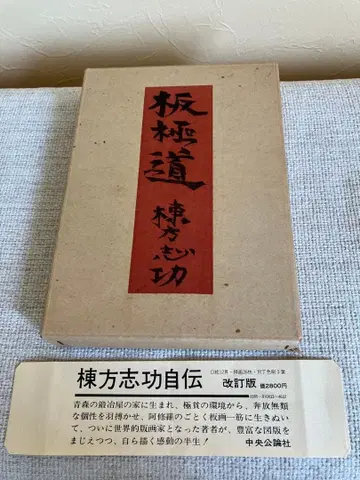 板極道
棟方志功
棟方志功自伝
改訂版
価2800円
青森の鍛冶屋の家に生まれ、極貧の環境から、奔放無類
な個性を羽搏かせ、阿修羅のごとく板画一筋に生きぬい
て、ついに世界的版画家となった著者が、豊富な図版を
まじえつつ、自ら描く感動の半生!
中央公論社